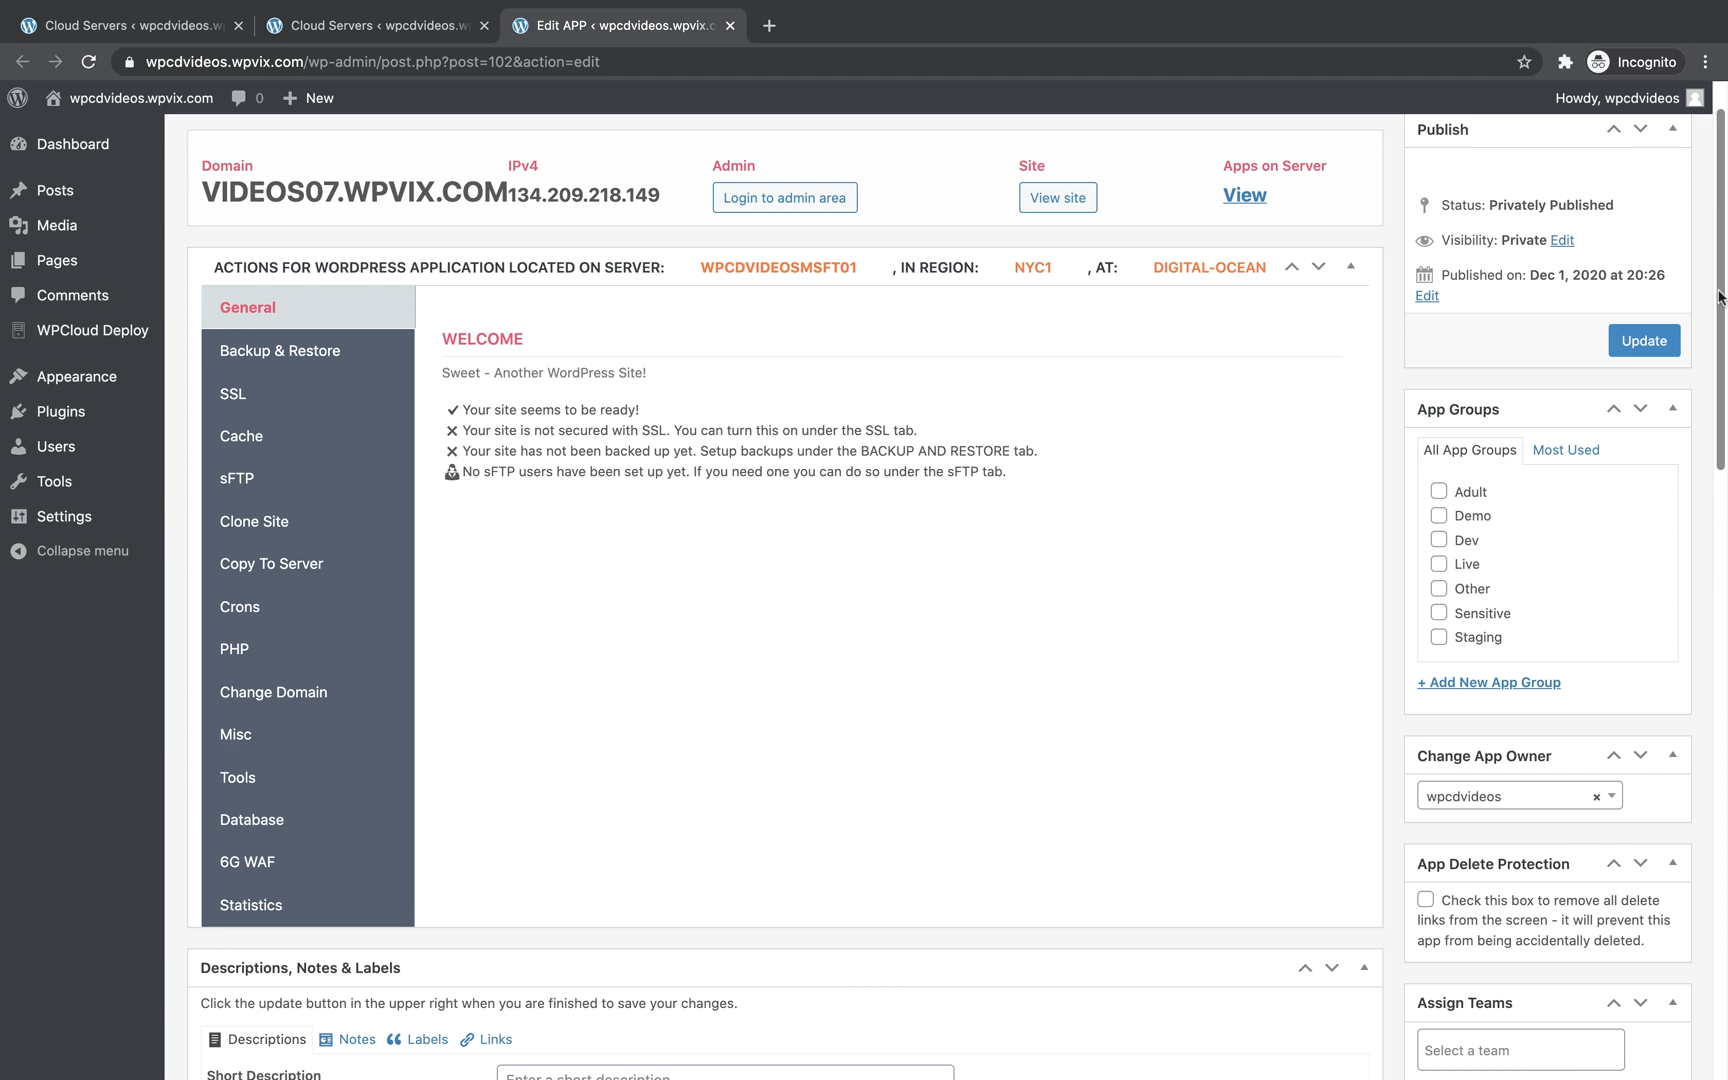 Cloud Servers ‹ wpcdvideos.w
Cloud Servers ‹ wpcdvideos.w
Edit APP ‹ wpcdvideos.wpvix.c
wpcdvideos.wpvix.com/wp-admin/post.php?post=102&action=edit
Incognito
wpcdvideos.wpvix.com
0
New
Howdy, wpcdvideos
Dashboard
Posts
Media
Pages
Comments
WPCloud Deploy
Appearance
Plugins
Users
Tools
Settings
Collapse menu
Domain
IPv4
Admin
Site
Apps on Server
VIDEOS07.WPVIX.COM
134.209.218.149
Login to admin area
View site
View
ACTIONS FOR WORDPRESS APPLICATION LOCATED ON SERVER: WPCDVIDEOSMSFT01 , IN REGION: NYC1 , AT: DIGITAL-OCEAN
General
Backup & Restore
SSL
Cache
sFTP
Clone Site
Copy To Server
Crons
PHP
Change Domain
Misc
Tools
Database
6G WAF
Statistics
WELCOME
Sweet - Another WordPress Site!
Your site seems to be ready!
Your site is not secured with SSL. You can turn this on under the SSL tab.
Your site has not been backed up yet. Setup backups under the BACKUP AND RESTORE tab.
No sFTP users have been set up yet. If you need one you can do so under the sFTP tab.
Descriptions, Notes & Labels
Click the update button in the upper right when you are finished to save your changes.
Descriptions
Notes
Labels
Links
Short Description
Enter a short description
Publish
Status: Privately Published
Visibility: Private Edit
Published on: Dec 1, 2020 at 20:26
Edit
Update
App Groups
All App Groups
Most Used
Adult
Demo
Dev
Live
Other
Sensitive
Staging
+ Add New App Group
Change App Owner
wpcdvideos
App Delete Protection
Check this box to remove all delete
links from the screen - it will prevent this
app from being accidentally deleted.
Assign Teams
Select a team